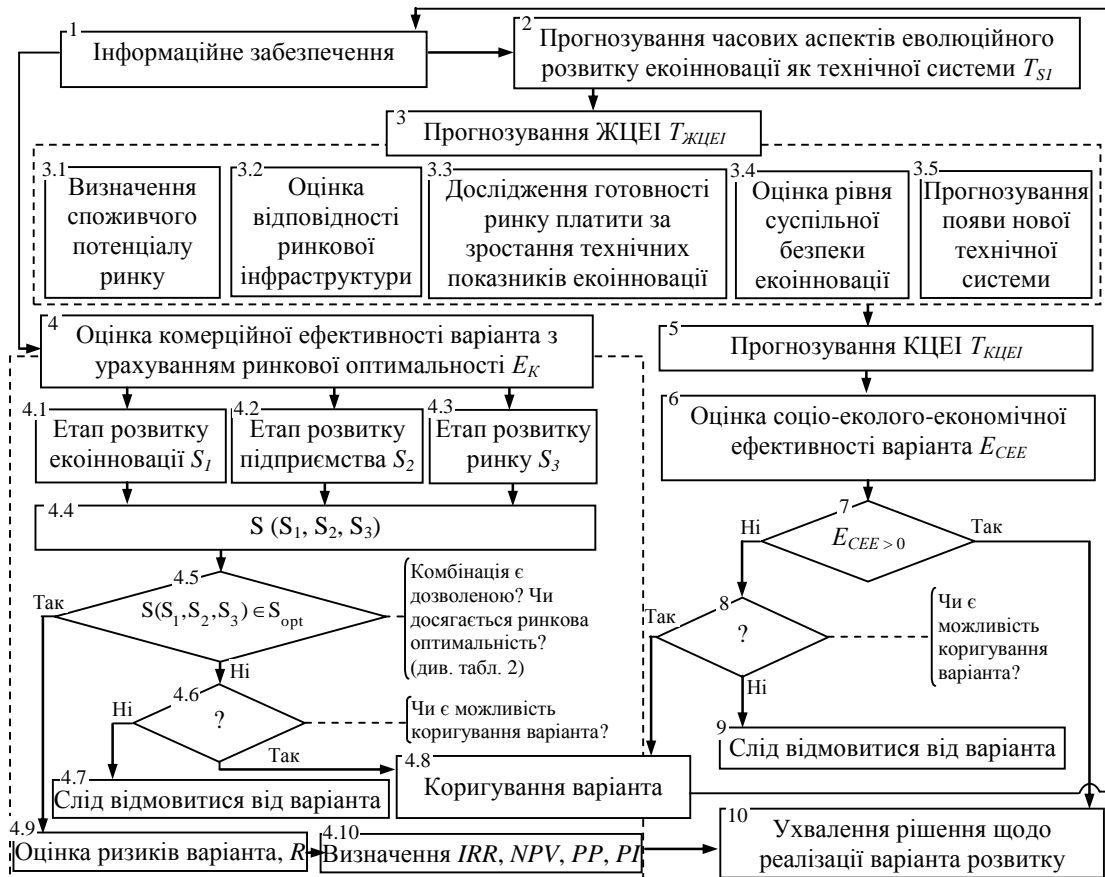 1
Інформаційне забезпечення
2
Прогнозування часових аспектів еволюційного
розвитку екоінновації як технічної системи T_SI
3
Прогнозування ЖЦЕІ T_ЖЦЕІ
3.1
Визначення
споживчого
потенціалу
ринку
3.2
Оцінка
відповідності
ринкової
інфраструктури
3.3
Дослідження готовності
ринку платити за
зростання технічних
показників екоінновації
3.4
Оцінка рівня
суспільної
безпеки
екоінновації
3.5
Прогнозування
появи нової
технічної
системи
4
Оцінка комерційної ефективності варіанта з
урахуванням ринкової оптимальності E_K
5
Прогнозування КЦЕІ T_КЦЕІ
4.1
Етап розвитку
екоінновації S_1
4.2
Етап розвитку
підприємства S_2
4.3
Етап розвитку
ринку S_3
6
Оцінка соціо-еколого-економічної
ефективності варіанта E_CEE
4.4
S (S_1, S_2, S_3)
7
E_CEE > 0
Ні
Так
4.5
S(S_1,S_2,S_3) ∈ S_opt
Так
Ні
Комбінація є
дозволеною? Чи
досягається ринкова
оптимальність?
(див. табл. 2)
8
?
Так
Ні
Чи є
можливість
коригування
варіанта?
4.6
?
Ні
Так
Чи є можливість
коригування варіанта?
9
Слід відмовитися від варіанта
4.7
Слід відмовитися від варіанта
4.8
Коригування варіанта
4.9
Оцінка ризиків варіанта, R
4.10
Визначення IRR, NPV, PP, PI
10
Ухвалення рішення щодо
реалізації варіанта розвитку